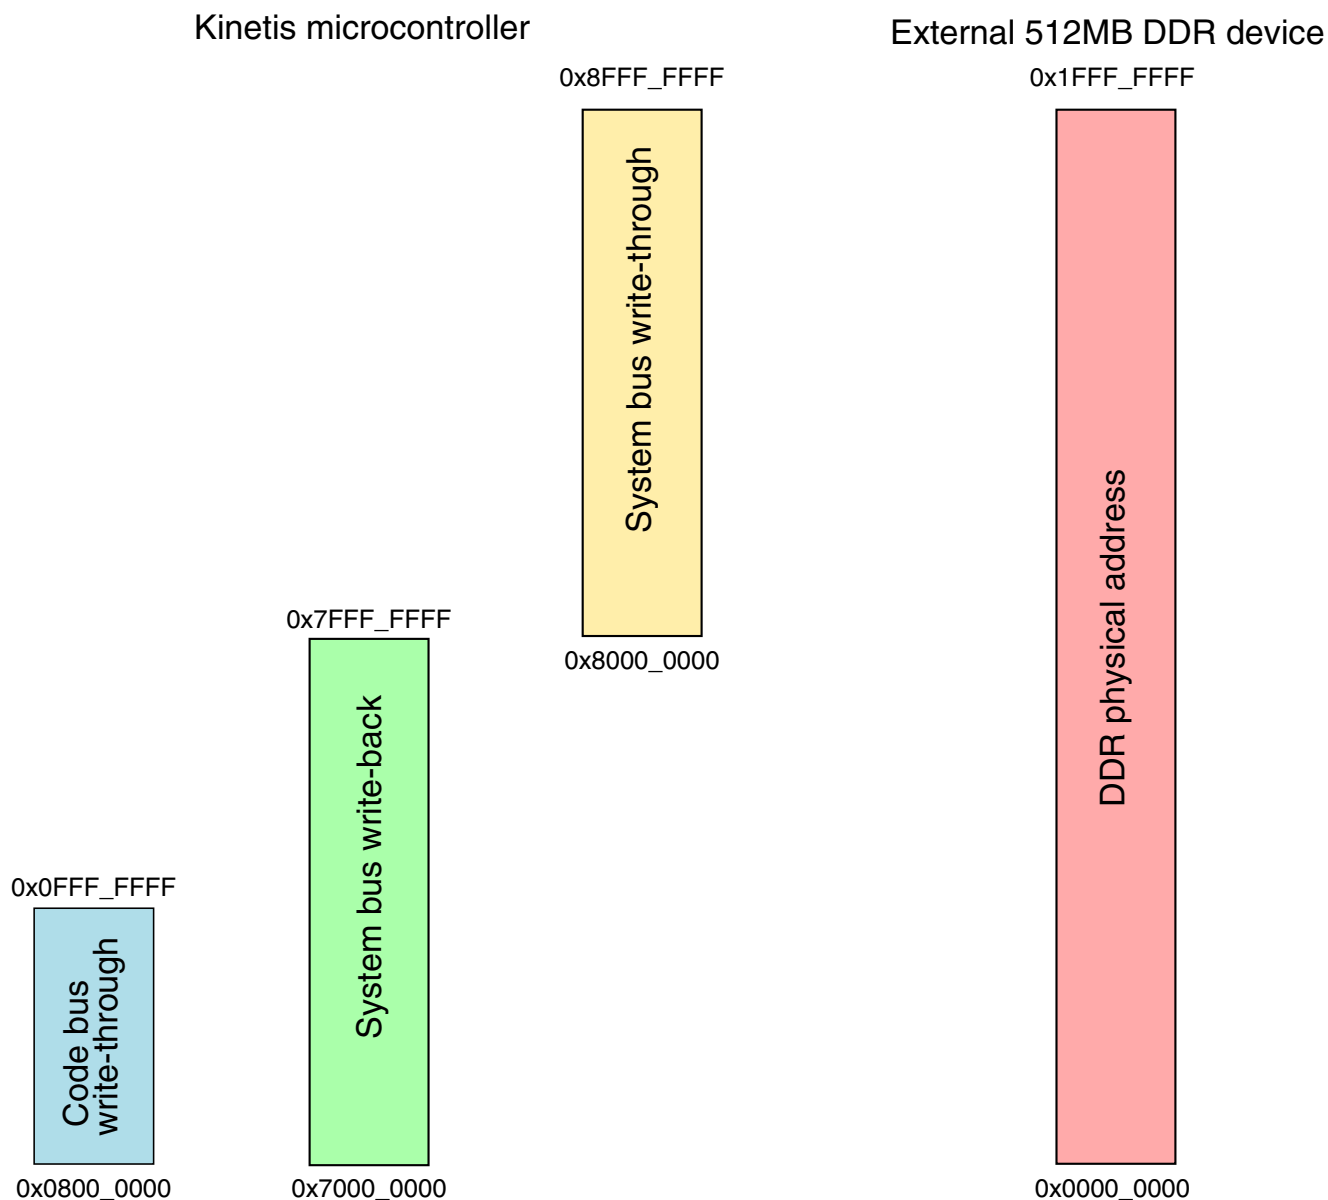 Kinetis microcontroller
External 512MB DDR device
0x8FFF_FFFF
0x1FFF_FFFF
System bus write-through
DDR physical address
0x7FFF_FFFF
0x8000_0000
System bus write-back
0x0FFF_FFFF
Code bus
write-through
0x0800_0000
0x7000_0000
0x0000_0000